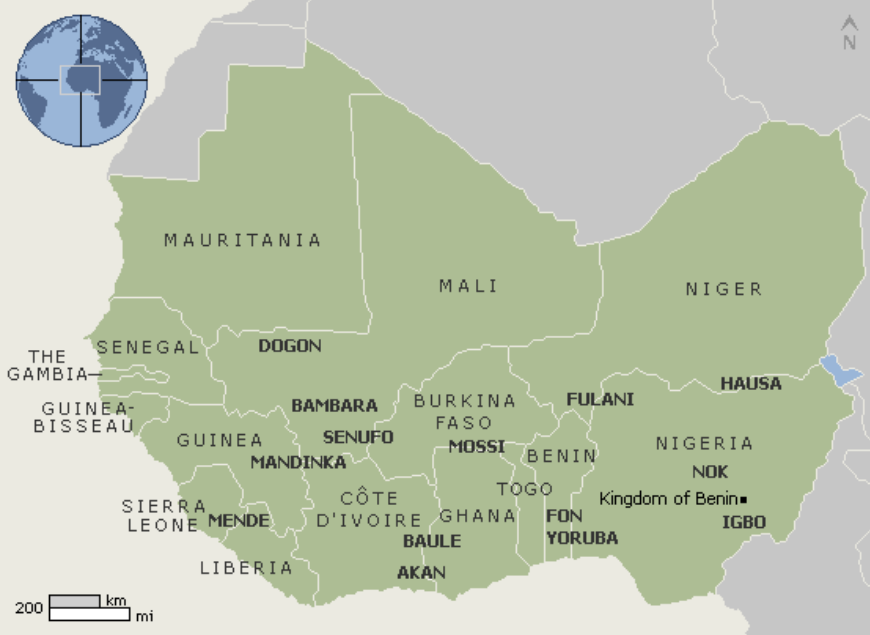 N
MAURITANIA
MALI
NIGER
SENEGAL
DOGON
THE
GAMBIA
HAUSA
FULANI
BAMBARA
BURKINA
FASO
GUINEA-
BISSEAU
GUINEA
SENUFO
MOSSI
NIGERIA
BENIN
MANDINKA
NOK
TOGO
CÔTE
D'IVOIRE
Kingdom of Benin
SIERRA
LEONE
MENDE
GHANA
FON
IGBO
YORUBA
BAULE
LIBERIA
AKAN
200 km
mi